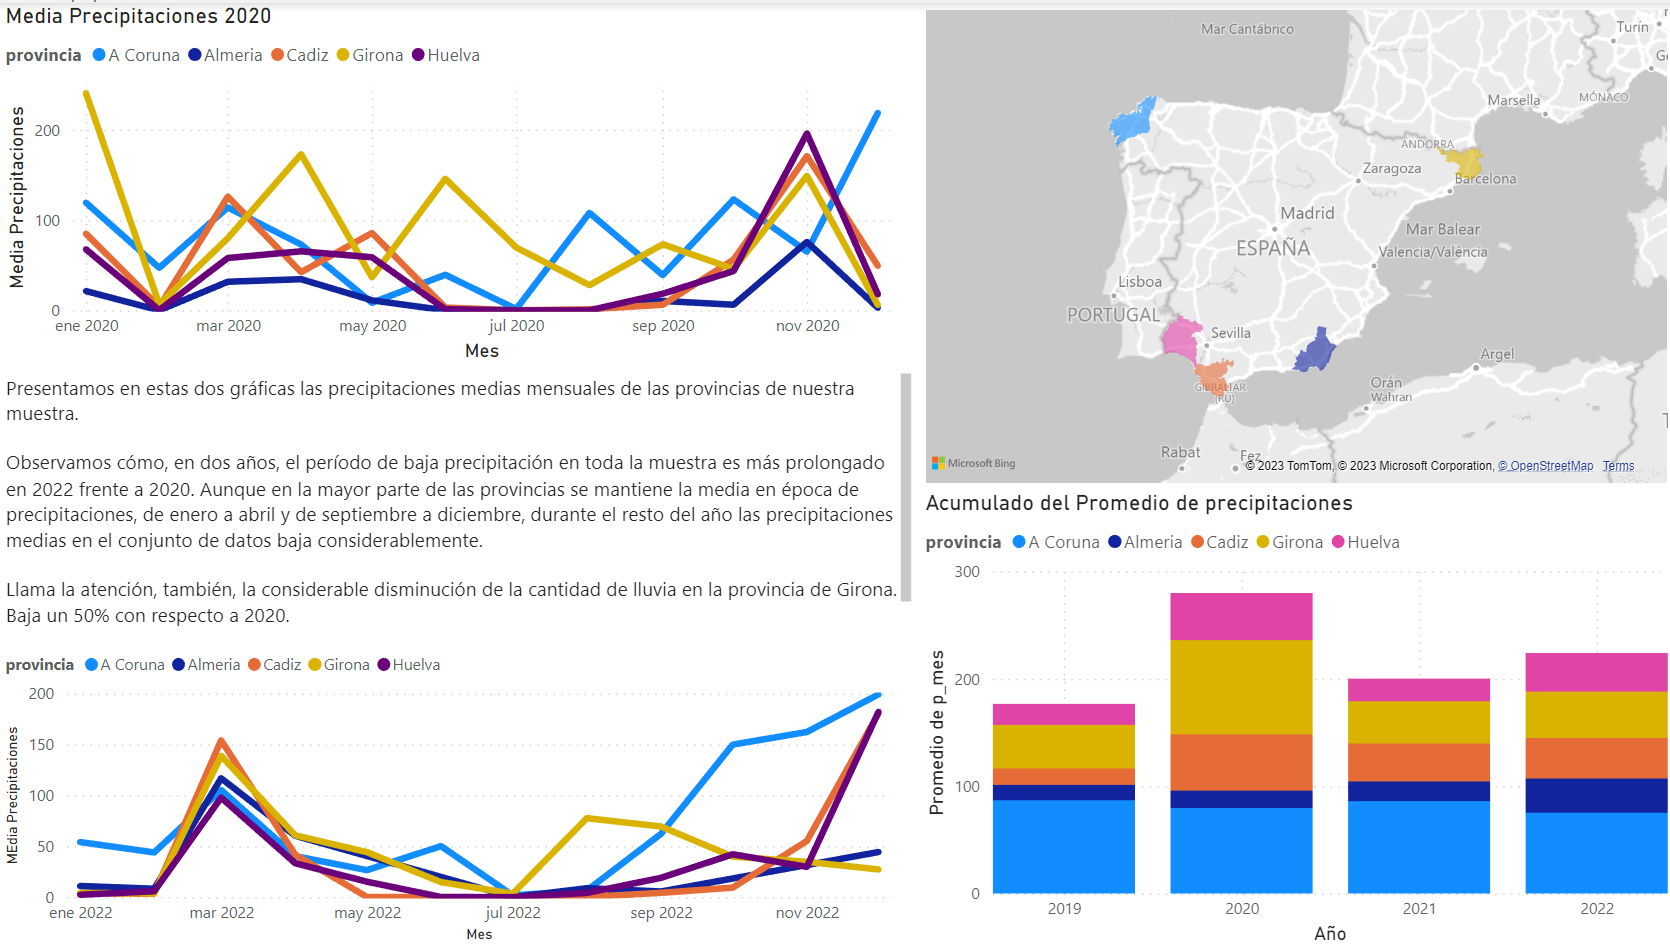 Media Precipitaciones 2020
provincia A Coruna Almeria Cadiz Girona Huelva
Media Precipitaciones
200
100
0
ene 2020 mar 2020 may 2020 jul 2020 sep 2020 nov 2020
Mes
Presentamos en estas dos gráficas las precipitaciones medias mensuales de las provincias de nuestra
muestra.
Observamos cómo, en dos años, el período de baja precipitación en toda la muestra es más prolongado
en 2022 frente a 2020. Aunque en la mayor parte de las provincias se mantiene la media en época de
precipitaciones, de enero a abril y de septiembre a diciembre, durante el resto del año las precipitaciones
medias en el conjunto de datos baja considerablemente.
Llama la atención, también, la considerable disminución de la cantidad de lluvia en la provincia de Girona.
Baja un 50% con respecto a 2020.
provincia A Coruna Almeria Cadiz Girona Huelva
MEdia Precipitaciones
200
150
100
50
0
ene 2022 mar 2022 may 2022 jul 2022 sep 2022 nov 2022
Mes
Mar Cantábrico
Turín
Marsella
MÓNACO
ANDORRA
Zaragoza
Barcelona
Madrid
Mar Balear
ESPAÑA
Valencia/València
Lisboa
PORTUGAL
Sevilla
Argel
GIBRALTAR
(RU)
Orán
Wahran
Rabat
Fez
Microsoft Bing
© 2023 TomTom, © 2023 Microsoft Corporation, © OpenStreetMap Terms
Acumulado del Promedio de precipitaciones
provincia A Coruna Almeria Cadiz Girona Huelva
Promedio de p_mes
300
200
100
0
2019 2020 2021 2022
Año